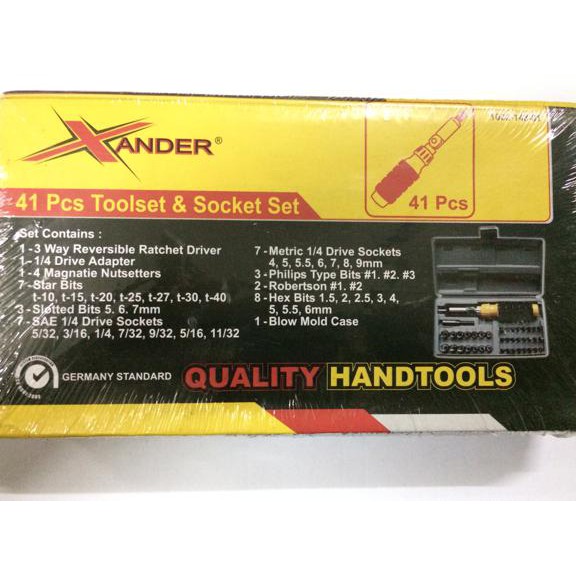 XANDER®
1022-142-01
41 Pcs Toolset & Socket Set
41 Pcs
Set Contains :
1 - 3 Way Reversible Ratchet Driver
1 - 1/4 Drive Adapter
1 - 4 Magnatie Nutsetters
7 - Star Bits
t-10, t-15, t-20, t-25, t-27, t-30, t-40
3 - Slotted Bits 5. 6. 7mm
7 - SAE 1/4 Drive Sockets
5/32, 3/16, 1/4, 7/32, 9/32, 5/16, 11/32
7 - Metric 1/4 Drive Sockets
4, 5, 5.5, 6, 7, 8, 9mm
3 - Philips Type Bits #1. #2. #3
2 - Robertson #1. #2
8 - Hex Bits 1.5, 2, 2.5, 3, 4,
5, 5.5, 6mm
1 - Blow Mold Case
GERMANY STANDARD
QUALITY HANDTOOLS